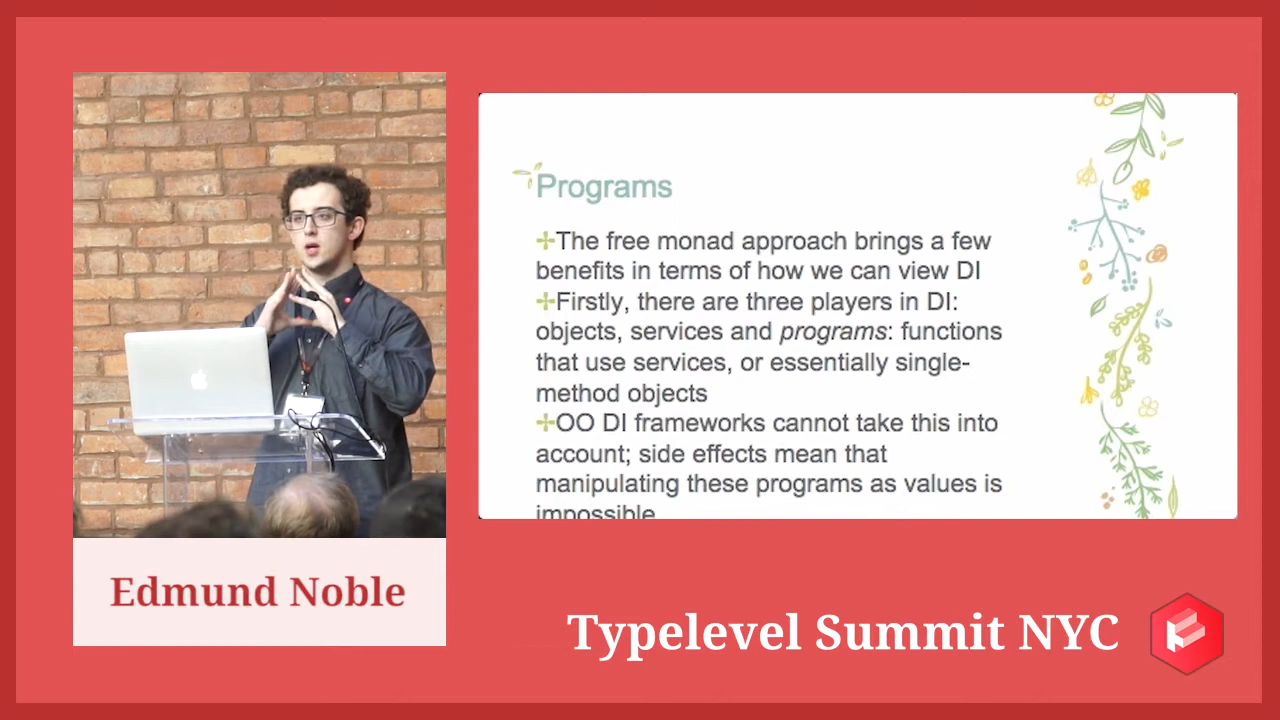 Programs
✢The free monad approach brings a few
benefits in terms of how we can view DI
✢Firstly, there are three players in DI:
objects, services and programs: functions
that use services, or essentially single-
method objects
✢OO DI frameworks cannot take this into
account; side effects mean that
manipulating these programs as values is
impossible
Edmund Noble
Typelevel Summit NYC